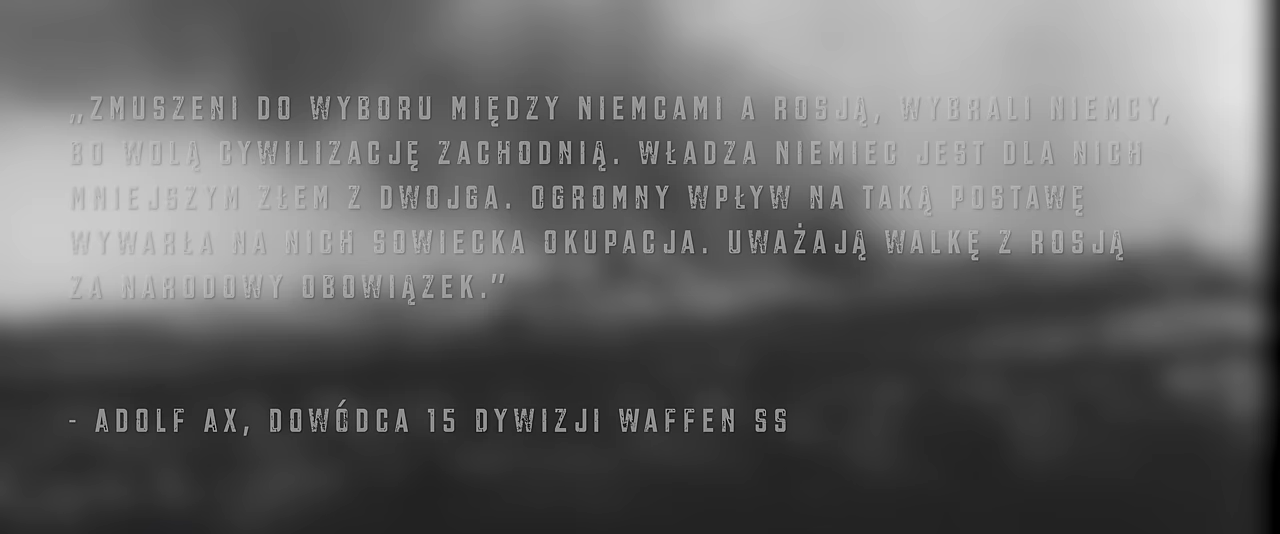 „ZMUSZENI DO WYBORU MIĘDZY NIEMCAMI A ROSJĄ, WYBRALI NIEMCY,
BO WOLĄ CYWILIZACJĘ ZACHODNIĄ. WŁADZA NIEMIEC JEST DLA NICH
MNIEJSZYM ZŁEM Z DWOJGA. OGROMNY WPŁYW NA TAKĄ POSTAWĘ
WYWARŁA NA NICH SOWIECKA OKUPACJA. UWAŻAJĄ WALKĘ Z ROSJĄ
ZA NARODOWY OBOWIĄZEK.”
- ADOLF AX, DOWÓDCA 15 DYWIZJI WAFFEN SS